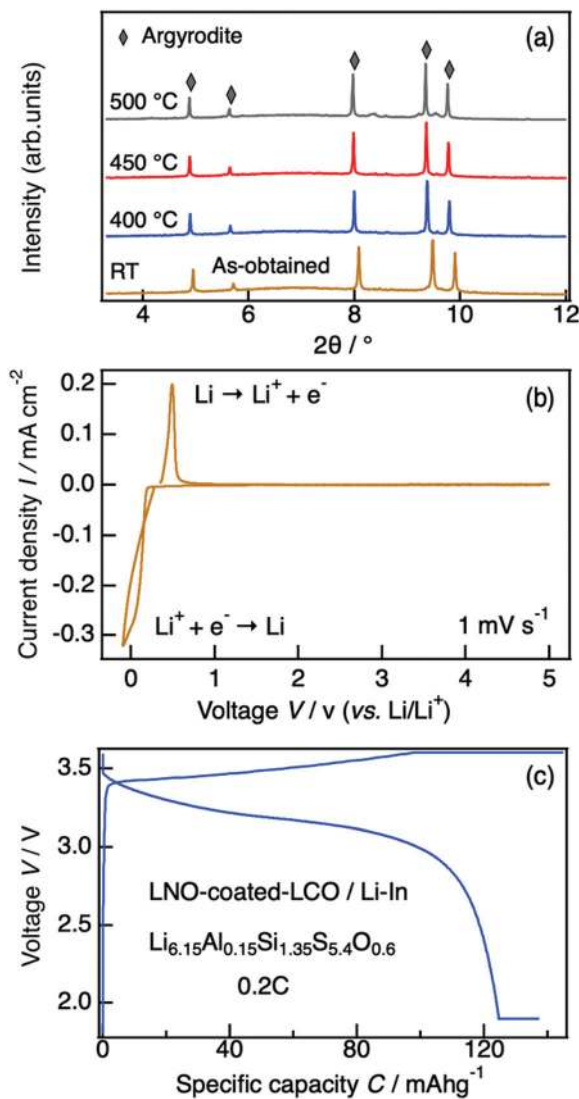 Argyrodite
(a)
500 °C
450 °C
400 °C
RT
As-obtained
Intensity (arb.units)
4 6 8 10 12
2θ / °
0.2
0.1
0.0
-0.1
-0.2
-0.3
Li → Li⁺ + e⁻
(b)
Li⁺ + e⁻ → Li
1 mV s⁻¹
Current density I / mA cm⁻²
0 1 2 3 4 5
Voltage V / v (vs. Li/Li⁺)
3.5
3.0
2.5
2.0
(c)
LNO-coated-LCO / Li-In
Li₆.₁₅Al₀.₁₅Si₁.₃₅S₅.₄O₀.₆
0.2C
Voltage V / V
0 40 80 120
Specific capacity C / mAhg⁻¹